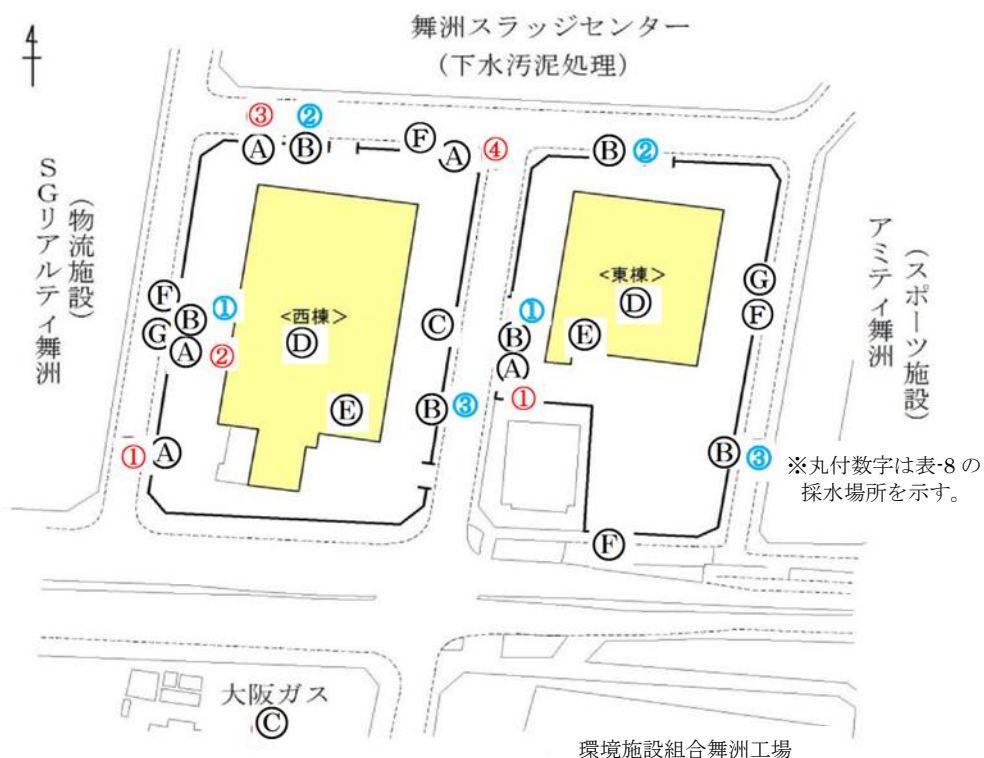 4
舞洲スラッジセンター
（下水汚泥処理）
③ ②
Ⓐ Ⓑ Ⓕ Ⓐ ④
Ⓑ ②
（物流施設）
ＳＧリアルティ舞洲
Ⓕ Ⓑ ①
Ⓖ Ⓐ ②
① Ⓐ
<西棟>
Ⓓ
Ⓔ
Ⓒ
Ⓑ ③
<東棟>
Ⓓ
Ⓔ
①
Ⓑ
Ⓐ
①
Ⓖ
Ⓕ
Ⓑ ③
Ⓕ
（スポーツ施設）
アミティ舞洲
※丸付数字は表-8 の
採水場所を示す。
大阪ガス
Ⓒ
環境施設組合舞洲工場